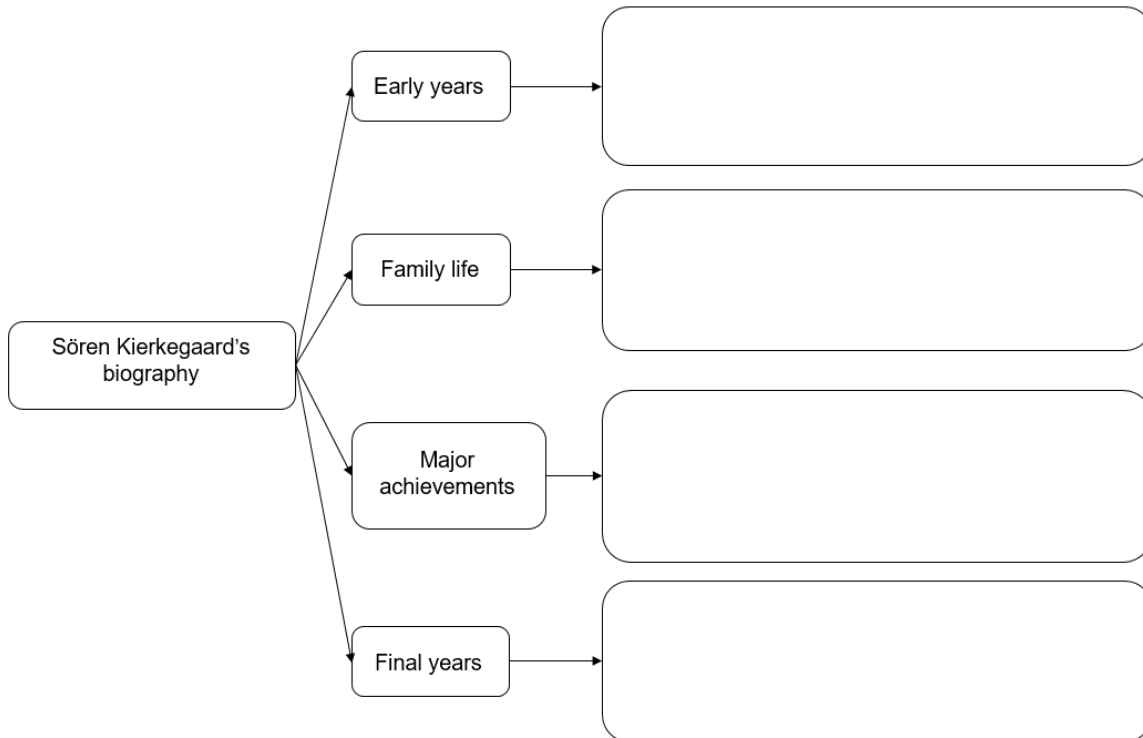 Early years
Family life
Sören Kierkegaard's
biography
Major
achievements
Final years